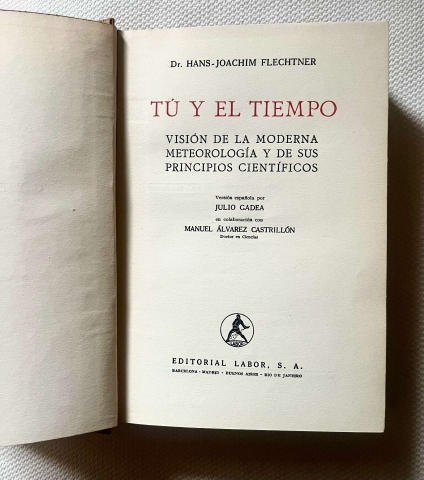 Dr. HANS-JOACHIM FLECHTNER
TÚ Y EL TIEMPO
VISIÓN DE LA MODERNA
METEOROLOGÍA Y DE SUS
PRINCIPIOS CIENTÍFICOS
Versión española por
JULIO GADEA
en colaboración con
MANUEL ÁLVAREZ CASTRILLÓN
Doctor en Ciencias
LABOR
EDITORIAL LABOR, S. A.
BARCELONA - MADRID - BUENOS AIRES - RIO DE JANEIRO